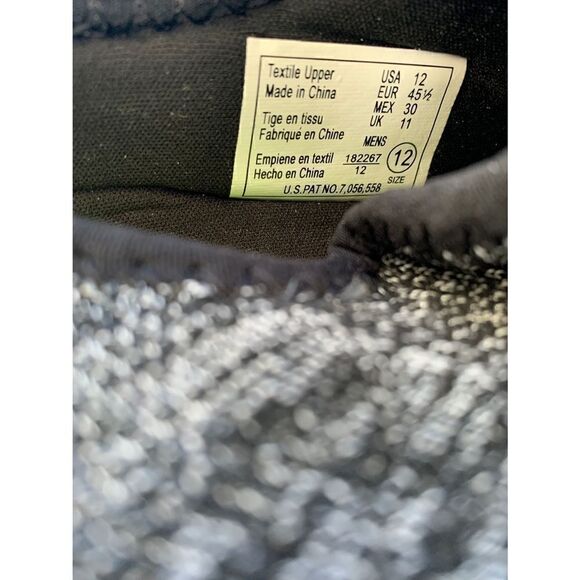 Textile Upper USA 12
Made in China EUR 45½
MEX 30
Tige en tissu UK 11
Fabriqué en Chine MENS
Empiene en textil 182267 12
Hecho en China 12 SIZE
U.S.PAT NO.7,056,558